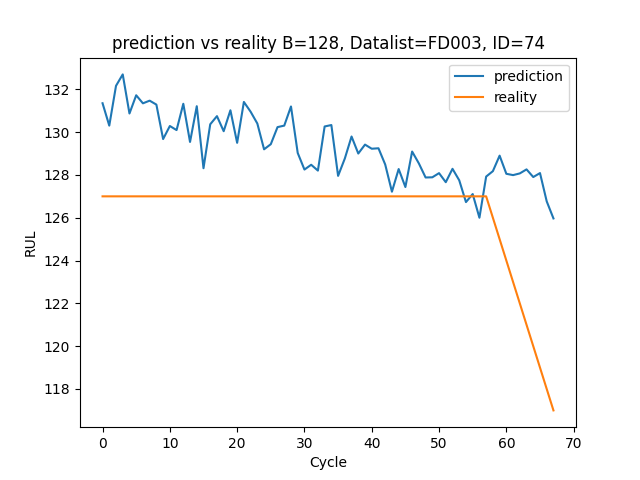 prediction vs reality B=128, Datalist=FD003, ID=74
prediction
reality
RUL
132
130
128
126
124
122
120
118
0 10 20 30 40 50 60 70
Cycle